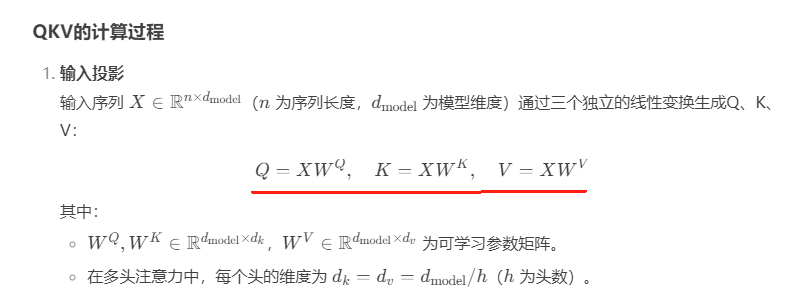 QKV的计算过程
1. 输入投影
输入序列 $X \in \mathbb{R}^{n \times d_{\text{model}}}$（$n$ 为序列长度，$d_{\text{model}}$ 为模型维度）通过三个独立的线性变换生成Q、K、
V：
$Q = XW^Q, \quad K = XW^K, \quad V = XW^V$
其中：
◦ $W^Q, W^K \in \mathbb{R}^{d_{\text{model}} \times d_k}$，$W^V \in \mathbb{R}^{d_{\text{model}} \times d_v}$ 为可学习参数矩阵。
◦ 在多头注意力中，每个头的维度为 $d_k = d_v = d_{\text{model}}/h$（$h$ 为头数）。